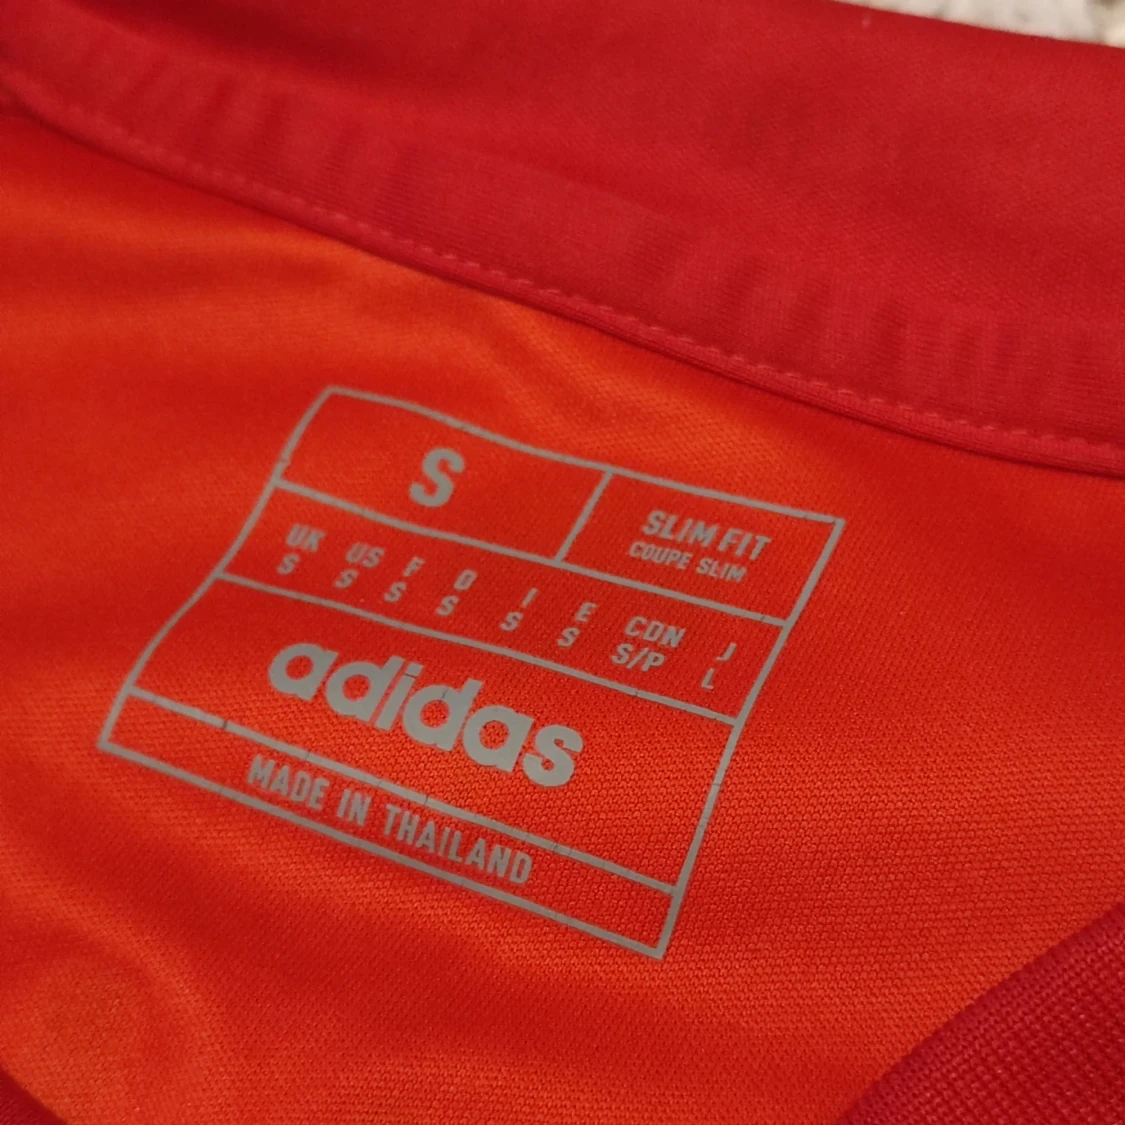 S
SLIM FIT
COUPE SLIM
UK US F D I E CDN J
S S S S S S S/P L
adidas
MADE IN THAILAND